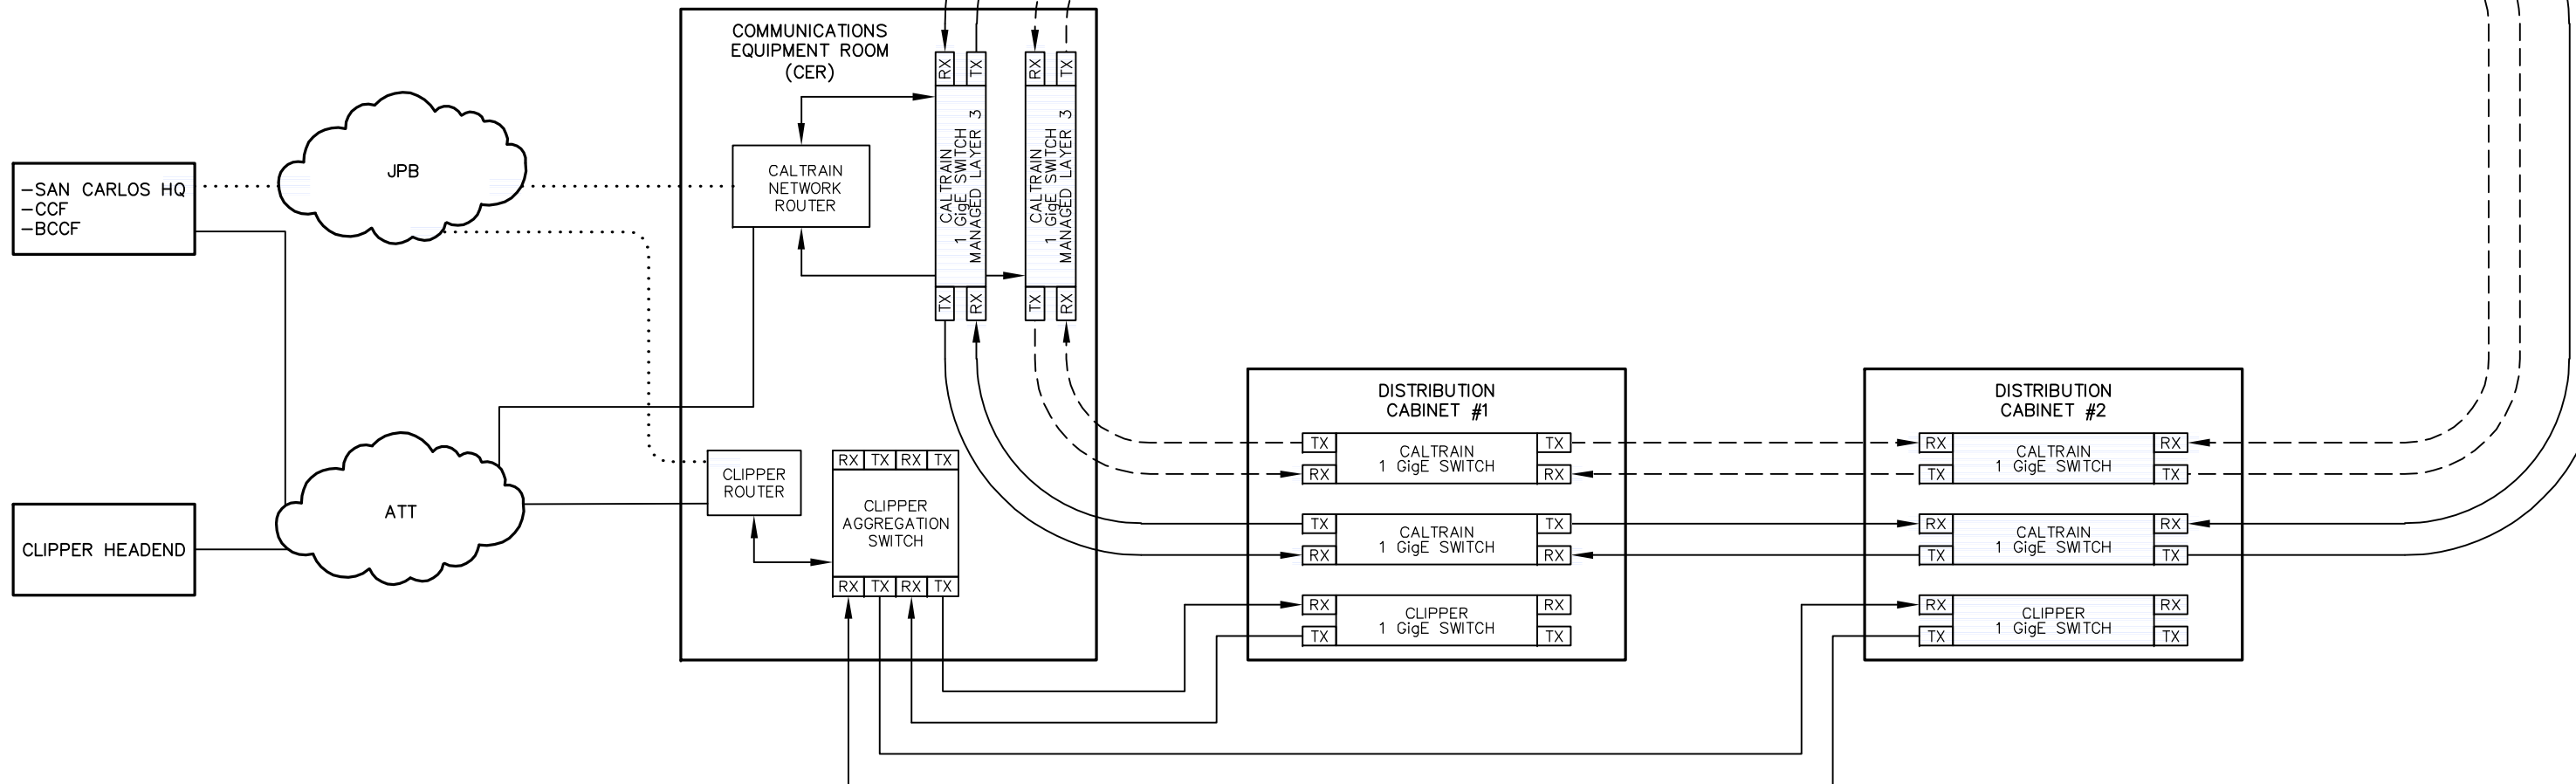 COMMUNICATIONS
EQUIPMENT ROOM
(CER)
RX
TX
RX
TX
CALTRAIN
1 GigE SWITCH
MANAGED LAYER 3
CALTRAIN
1 GigE SWITCH
MANAGED LAYER 3
TX
RX
TX
RX
JPB
-SAN CARLOS HQ
-CCF
-BCCF
CALTRAIN
NETWORK
ROUTER
CLIPPER HEADEND
ATT
CLIPPER
ROUTER
RX TX RX TX
CLIPPER
AGGREGATION
SWITCH
RX TX RX TX
DISTRIBUTION
CABINET #1
TX
RX
CALTRAIN
1 GigE SWITCH
TX
RX
TX
RX
CALTRAIN
1 GigE SWITCH
TX
RX
RX
TX
CLIPPER
1 GigE SWITCH
RX
TX
DISTRIBUTION
CABINET #2
RX
TX
CALTRAIN
1 GigE SWITCH
RX
TX
RX
TX
CALTRAIN
1 GigE SWITCH
RX
TX
RX
TX
CLIPPER
1 GigE SWITCH
RX
TX